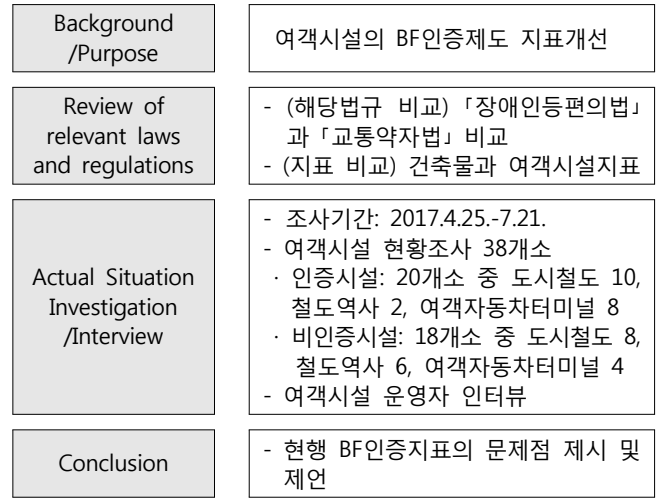 Background
/Purpose
여객시설의 BF인증제도 지표개선
Review of
relevant laws
and regulations
- (해당법규 비교) 「장애인등편의법」
과 「교통약자법」 비교
- (지표 비교) 건축물과 여객시설지표
Actual Situation
Investigation
/Interview
- 조사기간: 2017.4.25.-7.21.
- 여객시설 현황조사 38개소
· 인증시설: 20개소 중 도시철도 10,
철도역사 2, 여객자동차터미널 8
· 비인증시설: 18개소 중 도시철도 8,
철도역사 6, 여객자동차터미널 4
- 여객시설 운영자 인터뷰
Conclusion
- 현행 BF인증지표의 문제점 제시 및
제언